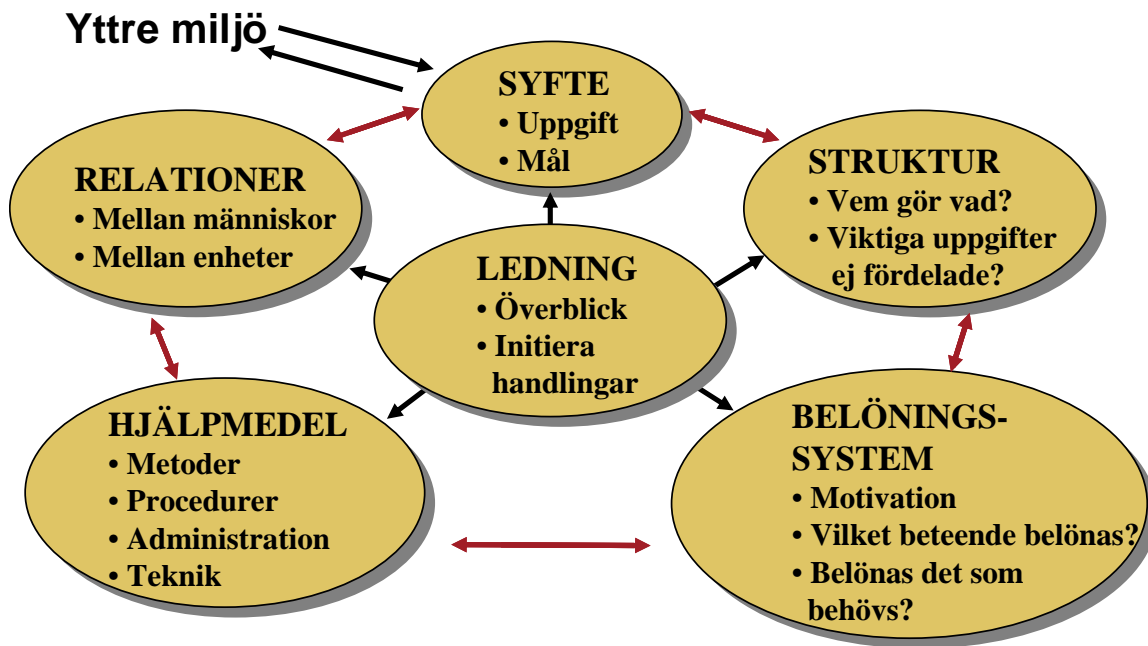 Yttre miljö
SYFTE
• Uppgift
• Mål
RELATIONER
• Mellan människor
• Mellan enheter
STRUKTUR
• Vem gör vad?
• Viktiga uppgifter
ej fördelade?
LEDNING
• Överblick
• Initiera
handlingar
HJÄLPMEDEL
• Metoder
• Procedurer
• Administration
• Teknik
BELÖNINGS-
SYSTEM
• Motivation
• Vilket beteende belönas?
• Belönas det som
behövs?